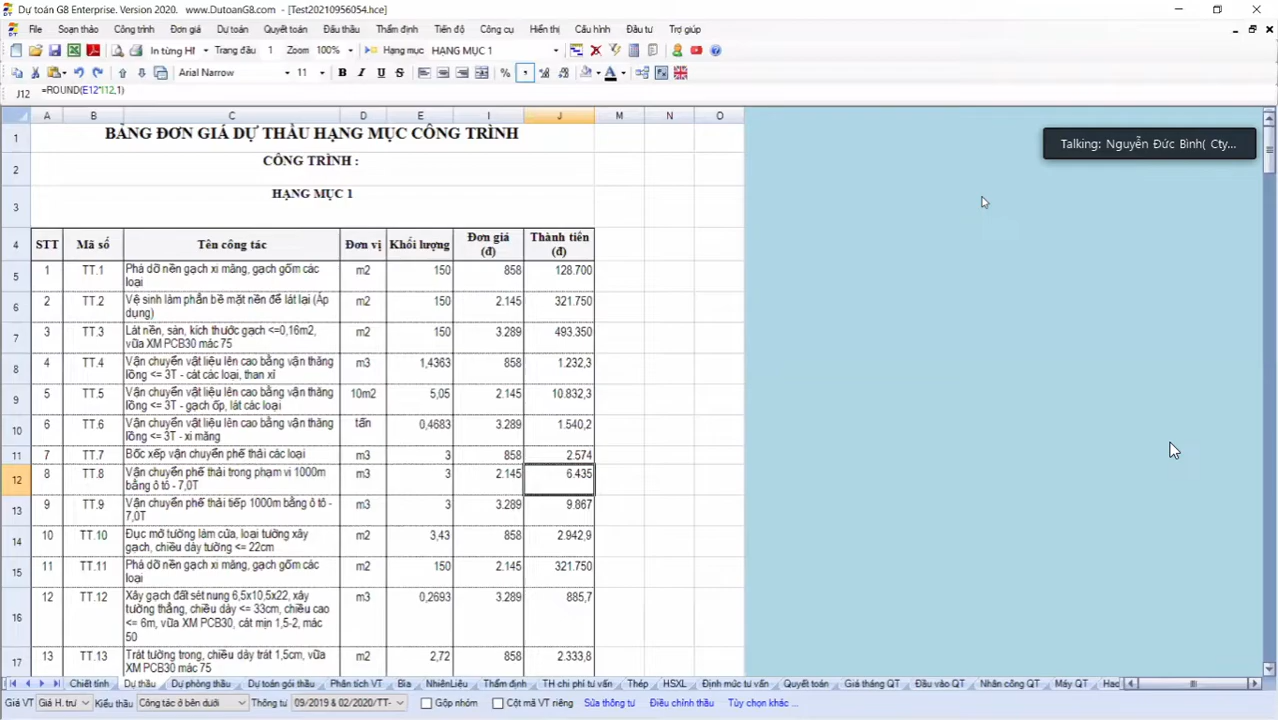 Dự toán G8 Enterprise. Version 2020. www.DutoanG8.com - [Test20210956054.hce]
File Soạn thảo Công trình Đơn giá Dự toán Quyết toán Đấu thầu Thẩm định Tiến độ Công cụ Hiển thị Cấu hình Đầu tư Trợ giúp
In từng HI Trang đầu 1 Zoom 100% Hạng mục HẠNG MỤC 1
Arial Narrow 11 B I U S %
J12 =ROUND(E12*I12,1)
A B C D E I J M N O
1 BẢNG ĐƠN GIÁ DỰ THẦU HẠNG MỤC CÔNG TRÌNH
Talking: Nguyễn Đức Bình( Cty...
2 CÔNG TRÌNH :
3 HẠNG MỤC 1
4 STT Mã số Tên công tác Đơn vị Khối lượng Đơn giá (đ) Thành tiền (đ)
5 1 TT.1 Phá dỡ nền gạch xi măng, gạch gốm các loại m2 150 858 128.700
6 2 TT.2 Vệ sinh làm phẳn bề mặt nền để lát lại (Áp dụng) m2 150 2.145 321.750
7 3 TT.3 Lát nền, sàn, kích thước gạch <=0,16m2, vữa XM PCB30 mác 75 m2 150 3.289 493.350
8 4 TT.4 Vận chuyển vật liệu lên cao bằng vận thăng lồng <= 3T - cát các loại, than xỉ m3 1,4363 858 1.232,3
9 5 TT.5 Vận chuyển vật liệu lên cao bằng vận thăng lồng <= 3T - gạch ốp, lát các loại 10m2 5,05 2.145 10.832,3
10 6 TT.6 Vận chuyển vật liệu lên cao bằng vận thăng lồng <= 3T - xi măng tấn 0,4683 3.289 1.540,2
11 7 TT.7 Bốc xếp vận chuyển phế thải các loại m3 3 858 2.574
12 8 TT.8 Vận chuyển phế thải trong phạm vi 1000m bằng ô tô - 7,0T m3 3 2.145 6.435
13 9 TT.9 Vận chuyển phế thải tiếp 1000m bằng ô tô - 7,0T m3 3 3.289 9.867
14 10 TT.10 Đục mở tường làm cửa, loại tường xây gạch, chiều dày tường <= 22cm m2 3,43 858 2.942,9
15 11 TT.11 Phá dỡ nền gạch xi măng, gạch gốm các loại m2 150 2.145 321.750
16 12 TT.12 Xây gạch đất sét nung 6,5x10,5x22, xây tường thẳng, chiều dày <= 33cm, chiều cao <= 6m, vữa XM PCB30, cát mịn 1,5-2, mác 50 m3 0,2693 3.289 885,7
17 13 TT.13 Trát tường trong, chiều dày trát 1,5cm, vữa XM PCB30 mác 75 m2 2,72 858 2.333,8
Chiết tính Dự thầu Dự phòng thầu Dự toán gói thầu Phân tích VT Bìa NhiênLiệu Thẩm định TH chi phí tư vấn Thép HSXL Định mức tư vấn Quyết toán Giá tháng QT Đầu vào QT Nhân công QT Máy QT Hao
Giá VT Giá H. trư Kiểu thầu Công tác ở bên dưới Thông tư 09/2019 & 02/2020/TT- Gộp nhóm Cột mã VT riêng Sửa thông tư Điều chỉnh thầu Tùy chọn khác ...